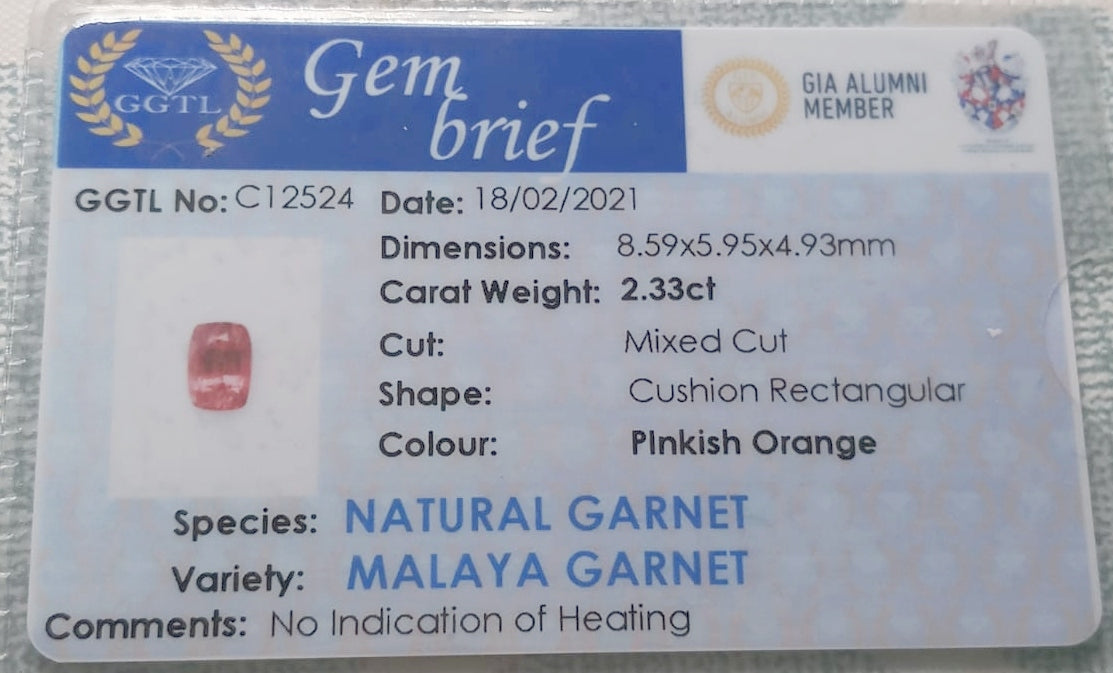 GGTL
Gem
brief
GIA ALUMNI
MEMBER
GGTL No: C12524 Date: 18/02/2021
Dimensions: 8.59x5.95x4.93mm
Carat Weight: 2.33ct
Cut: Mixed Cut
Shape: Cushion Rectangular
Colour: PInkish Orange
Species: NATURAL GARNET
Variety: MALAYA GARNET
Comments: No Indication of Heating